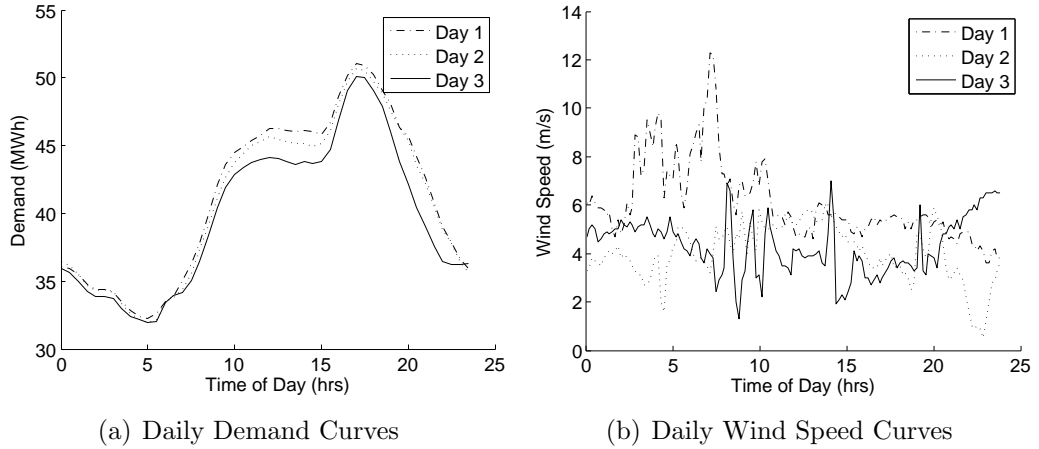 55
50
45
40
35
30
Demand (MWh)
0
5
10
15
20
25
Time of Day (hrs)
Day 1
Day 2
Day 3
(a) Daily Demand Curves
14
12
10
8
6
4
2
0
Wind Speed (m/s)
0
5
10
15
20
25
Time of Day (hrs)
Day 1
Day 2
Day 3
(b) Daily Wind Speed Curves